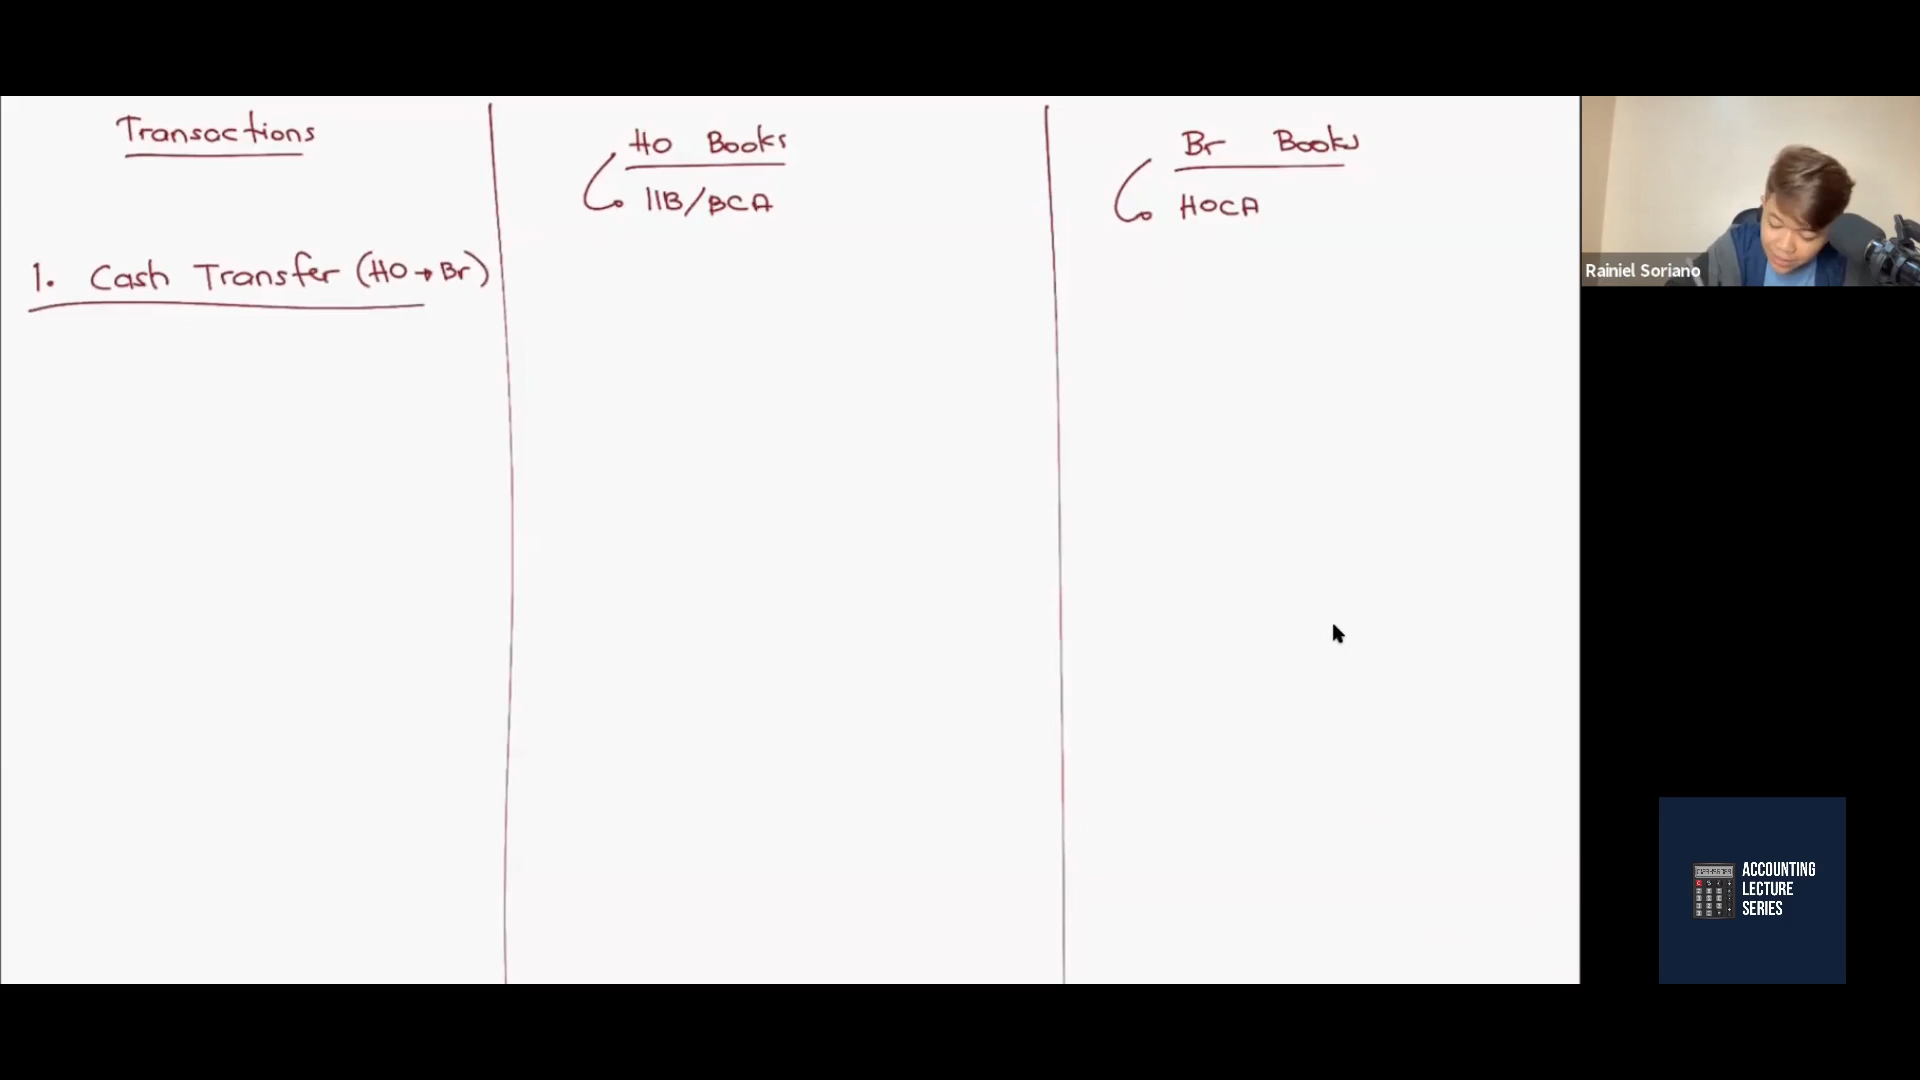 Transactions
HO Books
IIB/BCA
Br Books
HOCA
1. Cash Transfer (HO→Br)
Rainiel Soriano
ACCOUNTING
LECTURE
SERIES